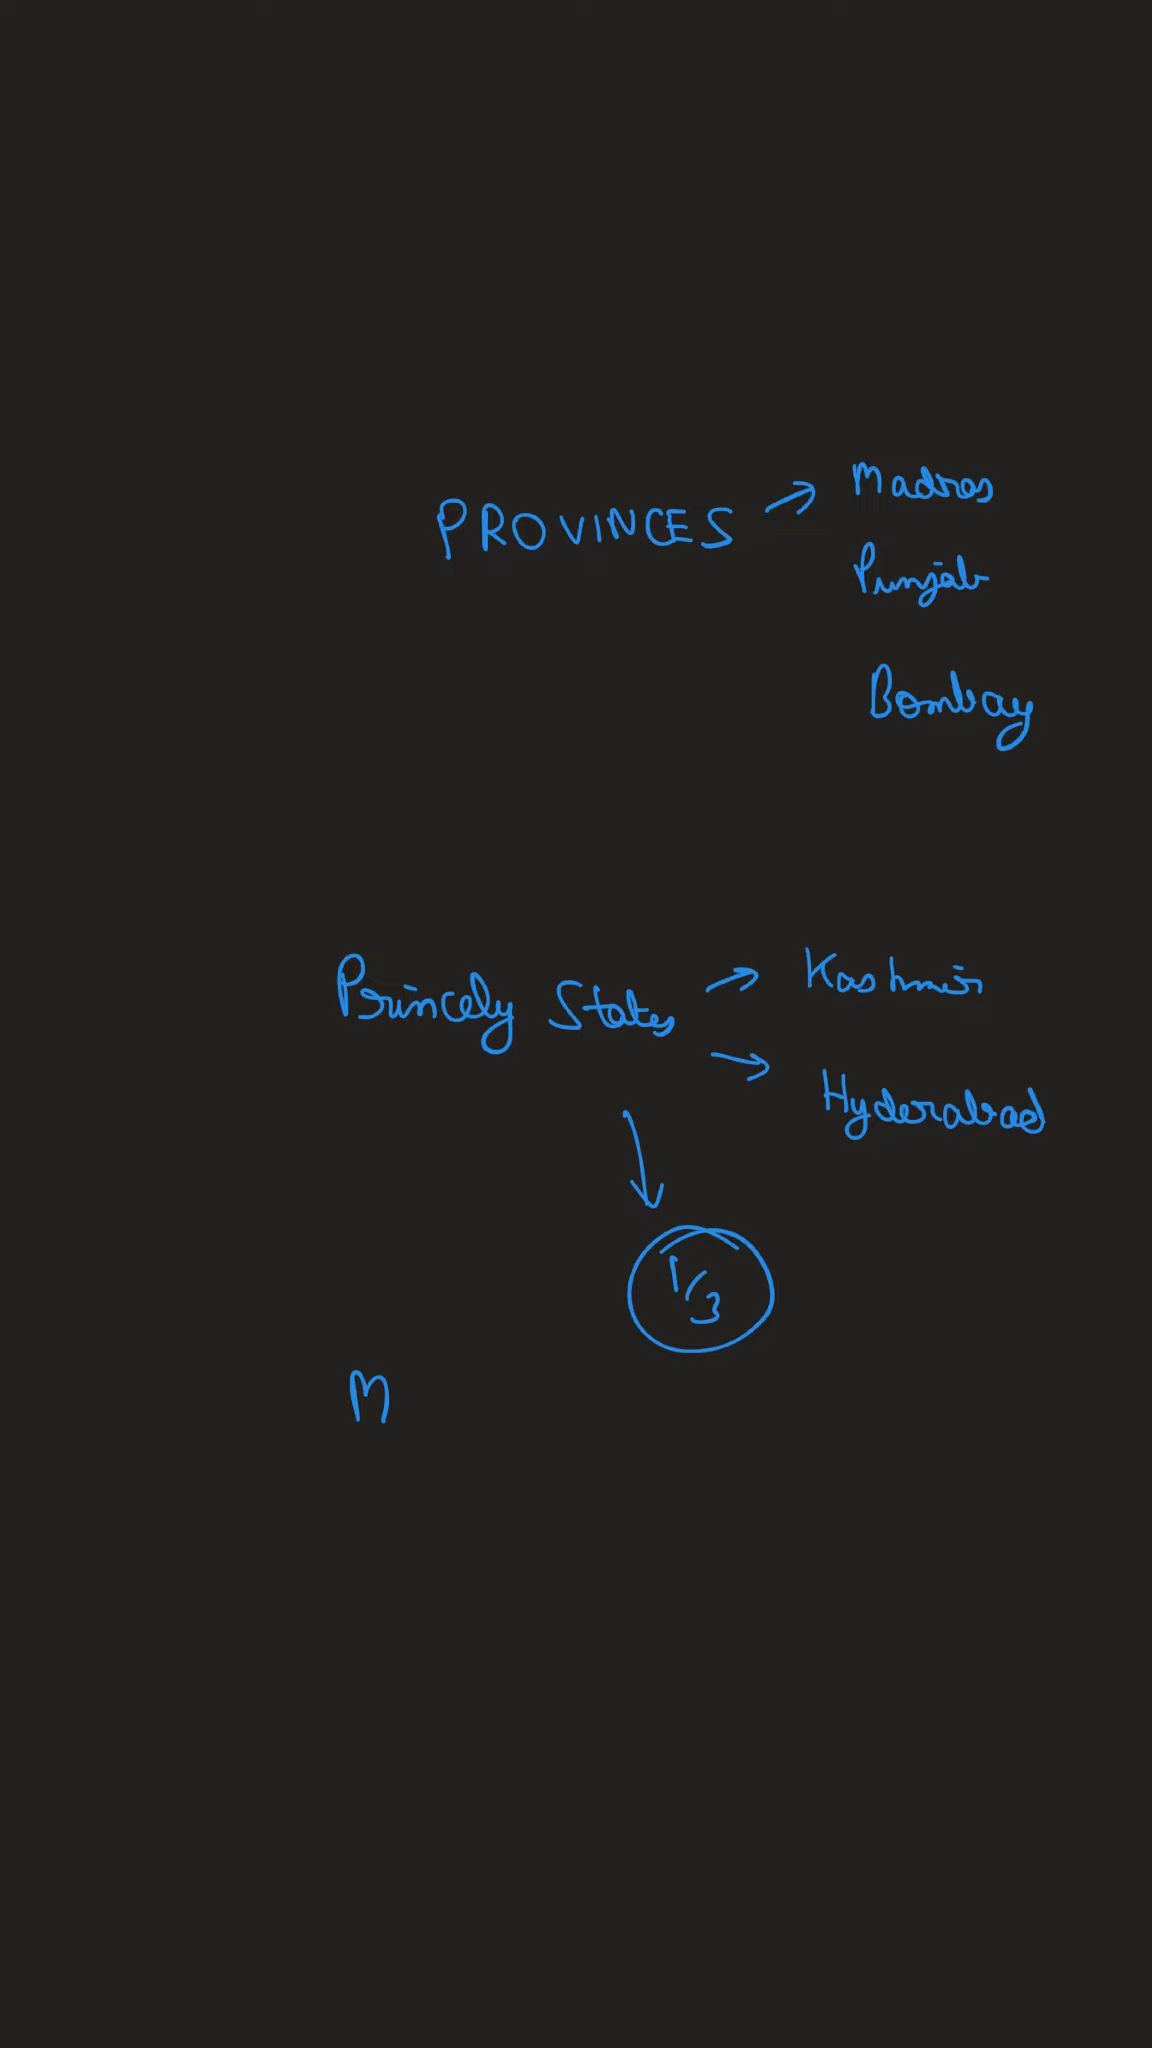 PROVINCES → Madras
Punjab
Bombay
Princely States → Kashmir
→ Hyderabad
↓
1/3
M